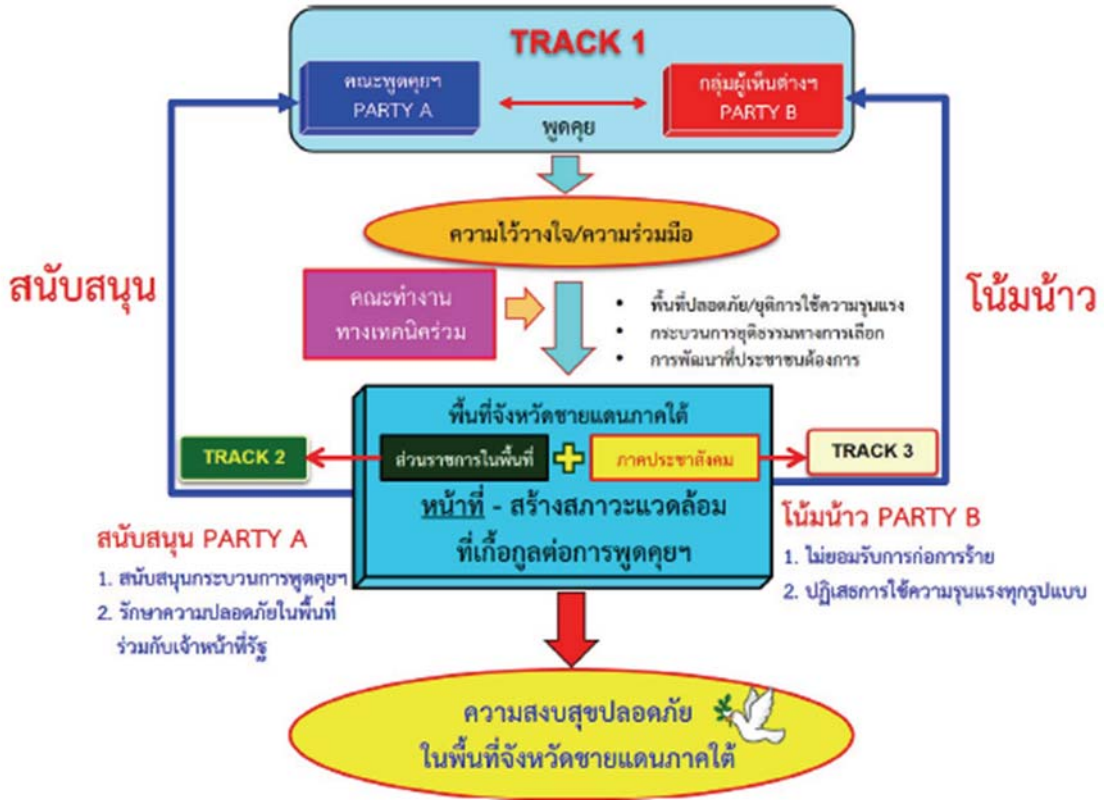 TRACK 1
คณะพูดคุยฯ
PARTY A
กลุ่มผู้เห็นต่างฯ
PARTY B
พูดคุย
ความไว้วางใจ/ความร่วมมือ
สนับสนุน
โน้มน้าว
คณะทำงาน
ทางเทคนิคร่วม
• พื้นที่ปลอดภัย/ยุติการใช้ความรุนแรง
• กระบวนการยุติธรรมทางการเลือก
• การพัฒนาที่ประชาชนต้องการ
พื้นที่จังหวัดชายแดนภาคใต้
TRACK 2
ส่วนราชการในพื้นที่
ภาคประชาสังคม
TRACK 3
หน้าที่ - สร้างสภาวะแวดล้อม
ที่เกื้อกูลต่อการพูดคุยฯ
สนับสนุน PARTY A
1. สนับสนุนกระบวนการพูดคุยฯ
2. รักษาความปลอดภัยในพื้นที่
ร่วมกับเจ้าหน้าที่รัฐ
โน้มน้าว PARTY B
1. ไม่ยอมรับการก่อการร้าย
2. ปฏิเสธการใช้ความรุนแรงทุกรูปแบบ
ความสงบสุขปลอดภัย
ในพื้นที่จังหวัดชายแดนภาคใต้